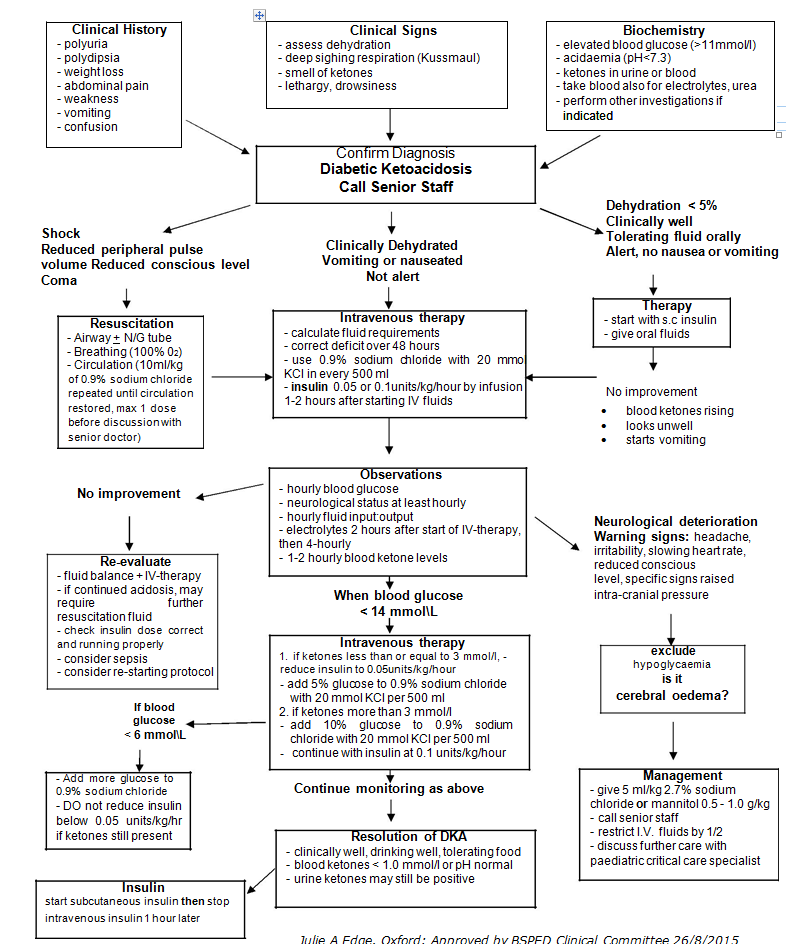 Clinical History
- polyuria
- polydipsia
- weight loss
- abdominal pain
- weakness
- vomiting
- confusion
Clinical Signs
- assess dehydration
- deep sighing respiration (Kussmaul)
- smell of ketones
- lethargy, drowsiness
Biochemistry
- elevated blood glucose (>11mmol/l)
- acidaemia (pH<7.3)
- ketones in urine or blood
- take blood also for electrolytes, urea
- perform other investigations if
indicated
Confirm Diagnosis
Diabetic Ketoacidosis
Call Senior Staff
Shock
Reduced peripheral pulse
volume Reduced conscious level
Coma
Clinically Dehydrated
Vomiting or nauseated
Not alert
Dehydration < 5%
Clinically well
Tolerating fluid orally
Alert, no nausea or vomiting
Resuscitation
- Airway + N/G tube
- Breathing (100% 02)
- Circulation (10ml/kg
of 0.9% sodium chloride
repeated until circulation
restored, max 1 dose
before discussion with
senior doctor)
Intravenous therapy
- calculate fluid requirements
- correct deficit over 48 hours
- use 0.9% sodium chloride with 20 mmo
KCl in every 500 ml
- insulin 0.05 or 0.1units/kg/hour by infusion
1-2 hours after starting IV fluids
Therapy
- start with s.c insulin
- give oral fluids
No improvement
• blood ketones rising
• looks unwell
• starts vomiting
Observations
- hourly blood glucose
- neurological status at least hourly
- hourly fluid input:output
- electrolytes 2 hours after start of IV-therapy,
then 4-hourly
- 1-2 hourly blood ketone levels
No improvement
Re-evaluate
- fluid balance + IV-therapy
- if continued acidosis, may
require further
resuscitation fluid
- check insulin dose correct
and running properly
- consider sepsis
- consider re-starting protocol
Neurological deterioration
Warning signs: headache,
irritability, slowing heart rate,
reduced conscious
level, specific signs raised
intra-cranial pressure
When blood glucose
< 14 mmol\L
Intravenous therapy
1. if ketones less than or equal to 3 mmol/l, -
reduce insulin to 0.05units/kg/hour
- add 5% glucose to 0.9% sodium chloride
with 20 mmol KCl per 500 ml
2. if ketones more than 3 mmol/l
- add 10% glucose to 0.9% sodium
chloride with 20 mmol KCl per 500 ml
- continue with insulin at 0.1 units/kg/hour
exclude
hypoglycaemia
is it
cerebral oedema?
If blood
glucose
< 6 mmol\L
- Add more glucose to
0.9% sodium chloride
- DO not reduce insulin
below 0.05 units/kg/hr
if ketones still present
Continue monitoring as above
Management
- give 5 ml/kg 2.7% sodium
chloride or mannitol 0.5 - 1.0 g/kg
- call senior staff
- restrict I.V. fluids by 1/2
- discuss further care with
paediatric critical care specialist
Resolution of DKA
- clinically well, drinking well, tolerating food
- blood ketones < 1.0 mmol/l or pH normal
- urine ketones may still be positive
Insulin
start subcutaneous insulin then stop
intravenous insulin 1 hour later
Julie A Edge, Oxford: Approved by BSPED Clinical Committee 26/8/2015